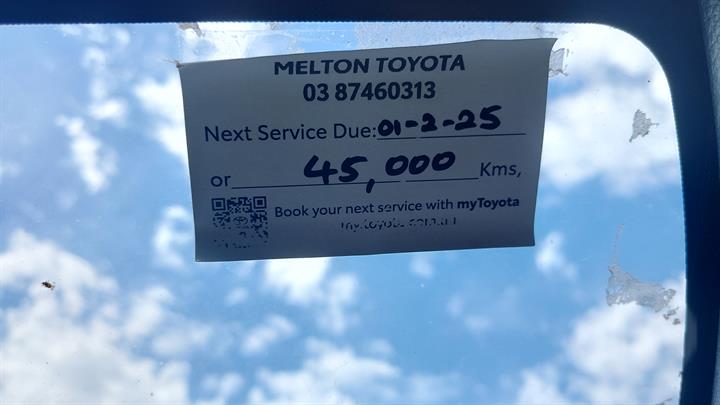 MELTON TOYOTA
03 87460313
Next Service Due: 01-2-25
or 45,000 Kms,
Book your next service with myToyota